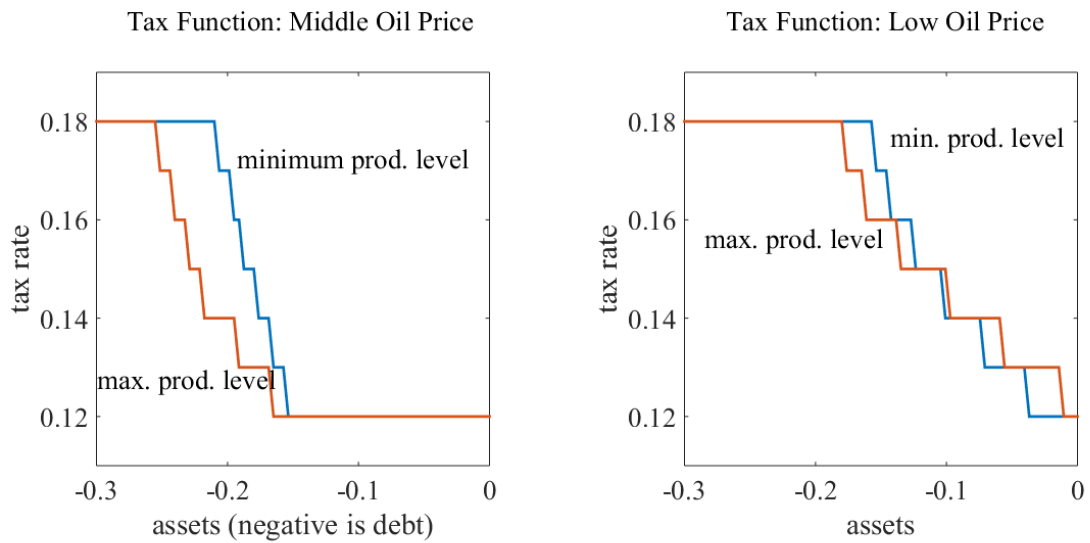 Tax Function: Middle Oil Price
tax rate
0.18
0.16
0.14
0.12
minimum prod. level
max. prod. level
-0.3
-0.2
-0.1
0
assets (negative is debt)
Tax Function: Low Oil Price
tax rate
0.18
0.16
0.14
0.12
min. prod. level
max. prod. level
-0.3
-0.2
-0.1
0
assets